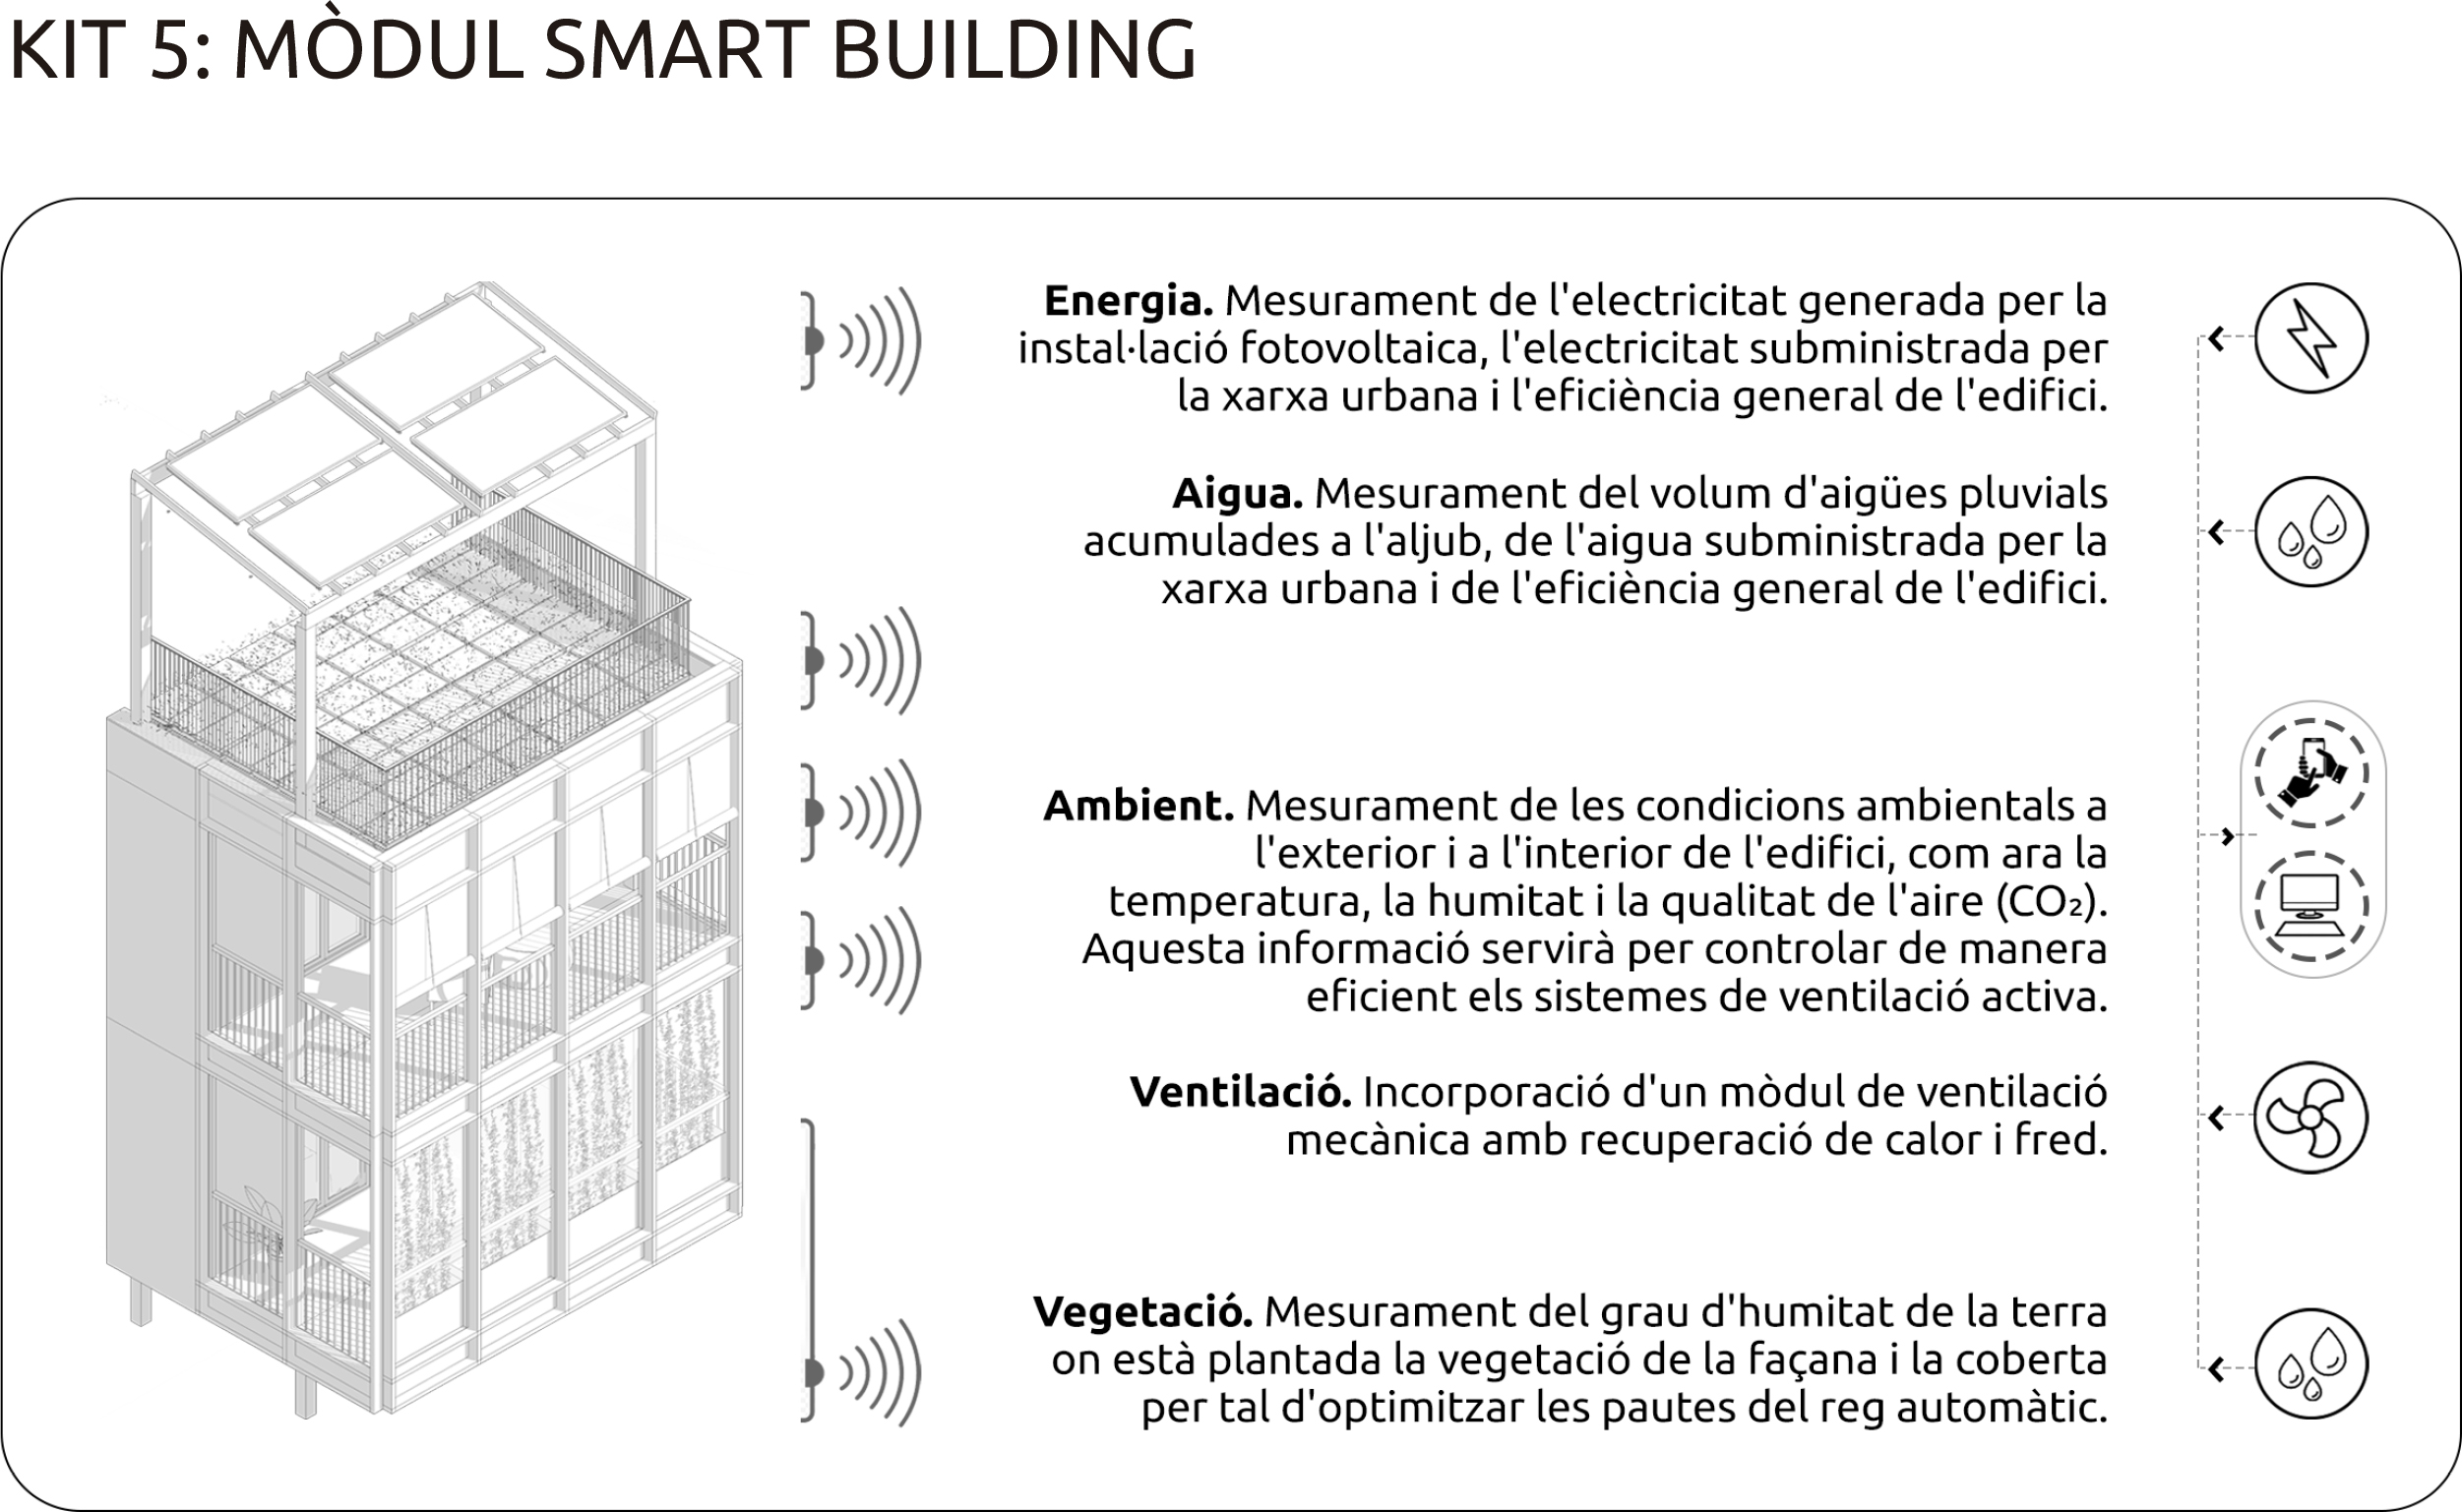 KIT 5: MÒDUL SMART BUILDING
Energia. Mesurament de l'electricitat generada per la
instal·lació fotovoltaica, l'electricitat subministrada per
la xarxa urbana i l'eficiència general de l'edifici.
Aigua. Mesurament del volum d'aigües pluvials
acumulades a l'aljub, de l'aigua subministrada per la
xarxa urbana i de l'eficiència general de l'edifici.
Ambient. Mesurament de les condicions ambientals a
l'exterior i a l'interior de l'edifici, com ara la
temperatura, la humitat i la qualitat de l'aire (CO₂).
Aquesta informació servirà per controlar de manera
eficient els sistemes de ventilació activa.
Ventilació. Incorporació d'un mòdul de ventilació
mecànica amb recuperació de calor i fred.
Vegetació. Mesurament del grau d'humitat de la terra
on està plantada la vegetació de la façana i la coberta
per tal d'optimitzar les pautes del reg automàtic.